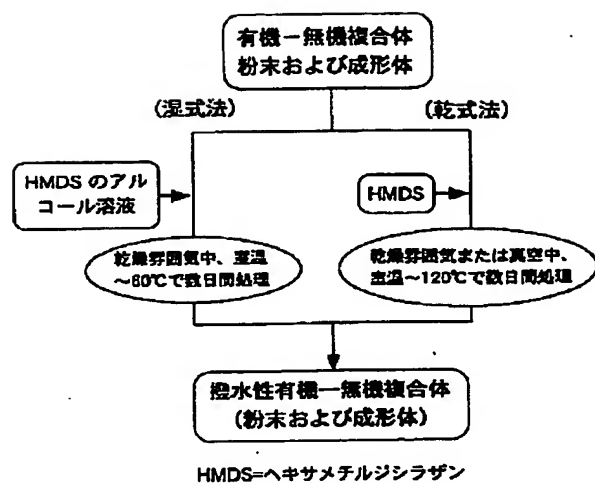 有機ー無機複合体
粉末および成形体
(湿式法)
(乾式法)
HMDS のアル
コール溶液
HMDS
乾燥雰囲気中、室温
～60℃で数日間処理
乾燥雰囲気または真空中、
室温～120℃で数日間処理
撥水性有機ー無機複合体
(粉末および成形体)
HMDS=ヘキサメチルジシラザン